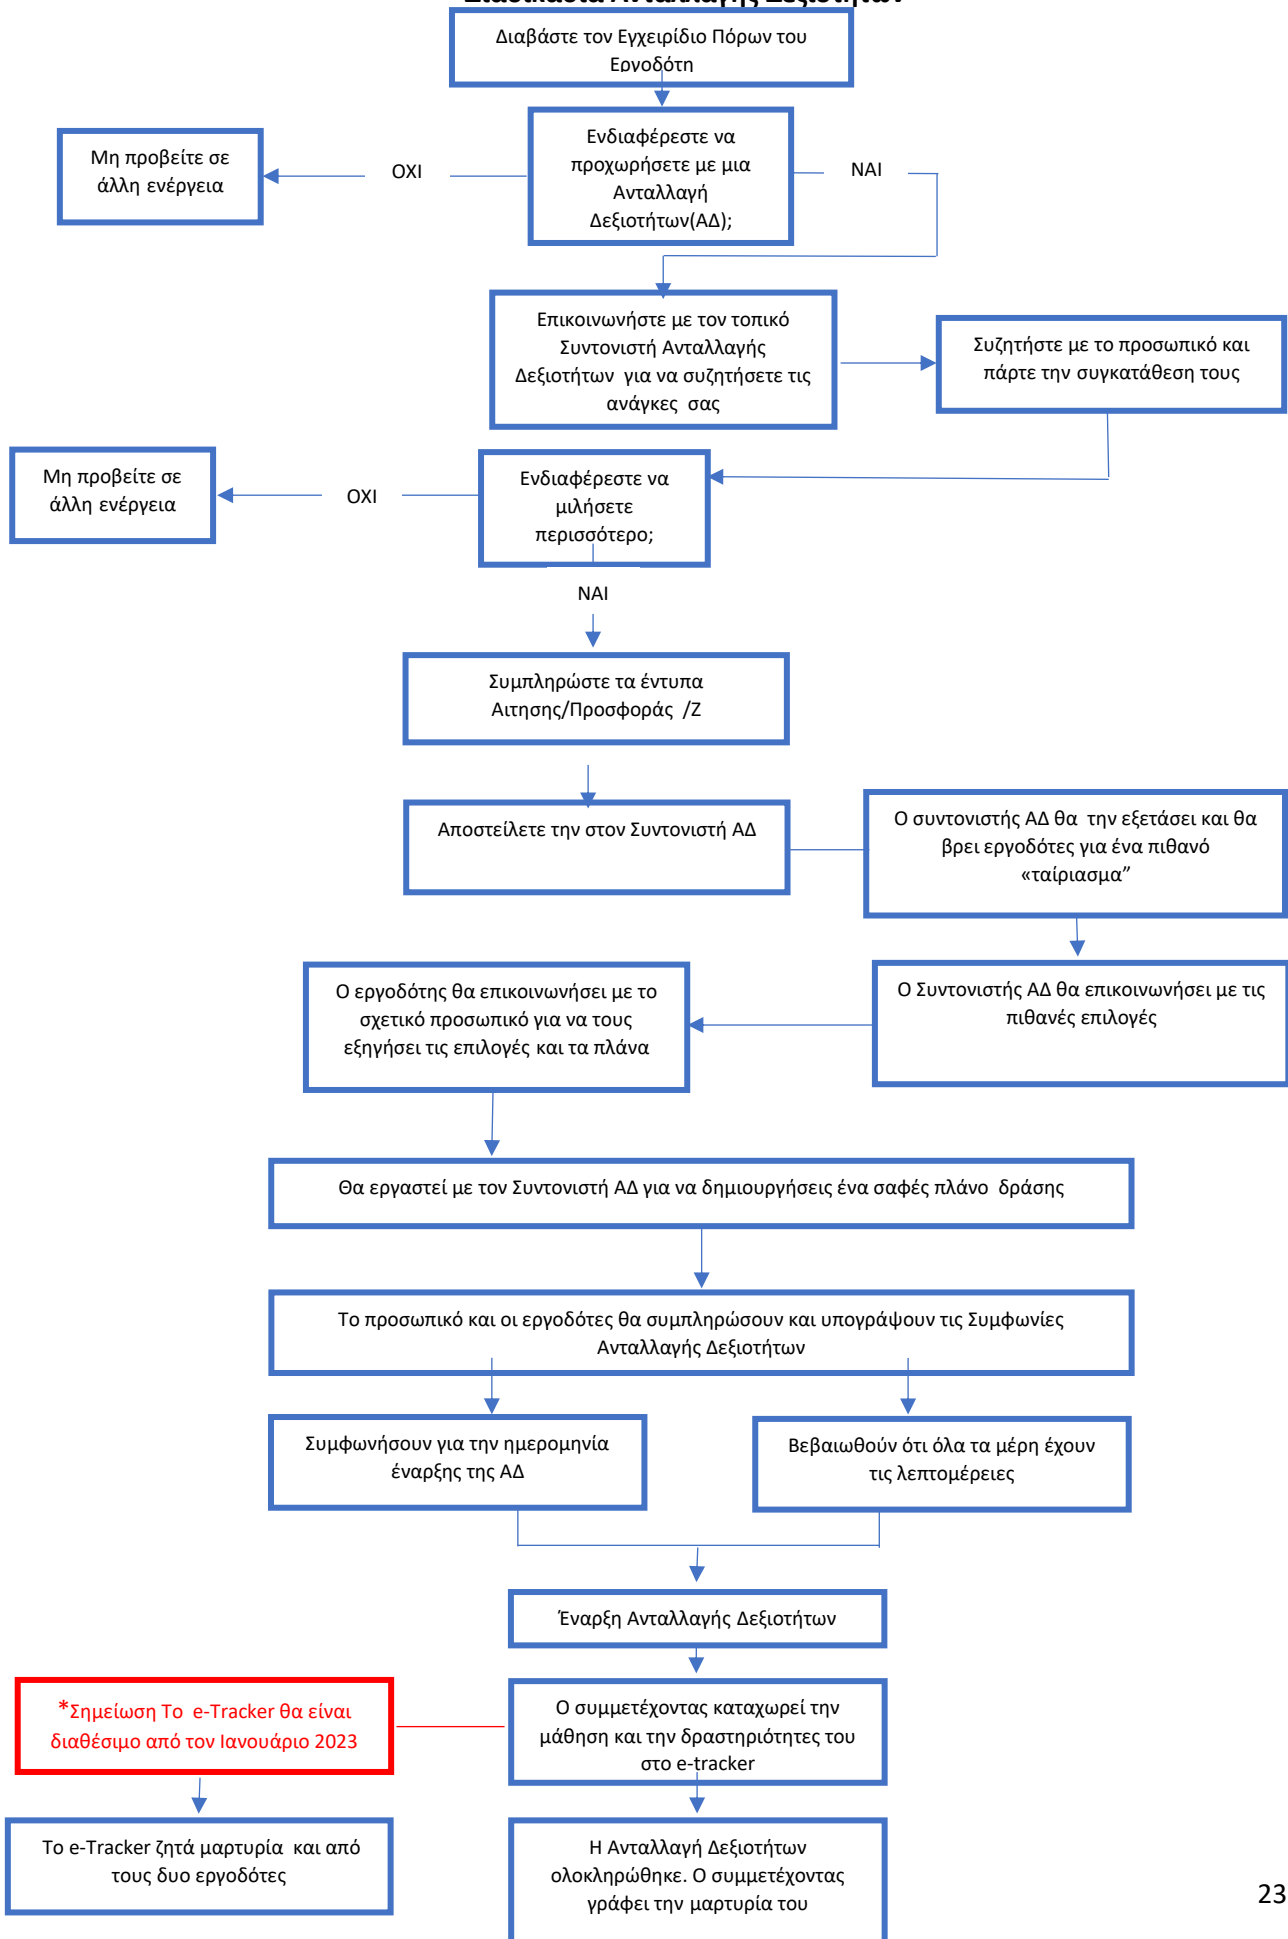 Διαδικασία Ανταλλαγής Δεξιοτήτων
Διαβάστε τον Εγχειρίδιο Πόρων του
Εργοδότη
Ενδιαφέρεστε να
προχωρήσετε με μια
Ανταλλαγή
Δεξιοτήτων(ΑΔ);
ΟΧΙ
Μη προβείτε σε
άλλη ενέργεια
ΝΑΙ
Επικοινωνήστε με τον τοπικό
Συντονιστή Ανταλλαγής
Δεξιοτήτων για να συζητήσετε τις
ανάγκες σας
Συζητήστε με το προσωπικό και
πάρτε την συγκατάθεση τους
Ενδιαφέρεστε να
μιλήσετε
περισσότερο;
ΟΧΙ
Μη προβείτε σε
άλλη ενέργεια
ΝΑΙ
Συμπληρώστε τα έντυπα
Αιτησης/Προσφοράς /Ζ
Αποστείλετε την στον Συντονιστή ΑΔ
Ο συντονιστής ΑΔ θα την εξετάσει και θα
βρει εργοδότες για ένα πιθανό
«ταίριασμα”
Ο Συντονιστής ΑΔ θα επικοινωνήσει με τις
πιθανές επιλογές
Ο εργοδότης θα επικοινωνήσει με το
σχετικό προσωπικό για να τους
εξηγήσει τις επιλογές και τα πλάνα
Θα εργαστεί με τον Συντονιστή ΑΔ για να δημιουργήσεις ένα σαφές πλάνο δράσης
Το προσωπικό και οι εργοδότες θα συμπληρώσουν και υπογράψουν τις Συμφωνίες
Ανταλλαγής Δεξιοτήτων
Συμφωνήσουν για την ημερομηνία
έναρξης της ΑΔ
Βεβαιωθούν ότι όλα τα μέρη έχουν
τις λεπτομέρειες
Έναρξη Ανταλλαγής Δεξιοτήτων
Ο συμμετέχοντας καταχωρεί την
μάθηση και την δραστηριότητες του
στο e-tracker
*Σημείωση Το e-Tracker θα είναι
διαθέσιμο από τον Ιανουάριο 2023
Το e-Tracker ζητά μαρτυρία και από
τους δυο εργοδότες
Η Ανταλλαγή Δεξιοτήτων
ολοκληρώθηκε. Ο συμμετέχοντας
γράφει την μαρτυρία του
23